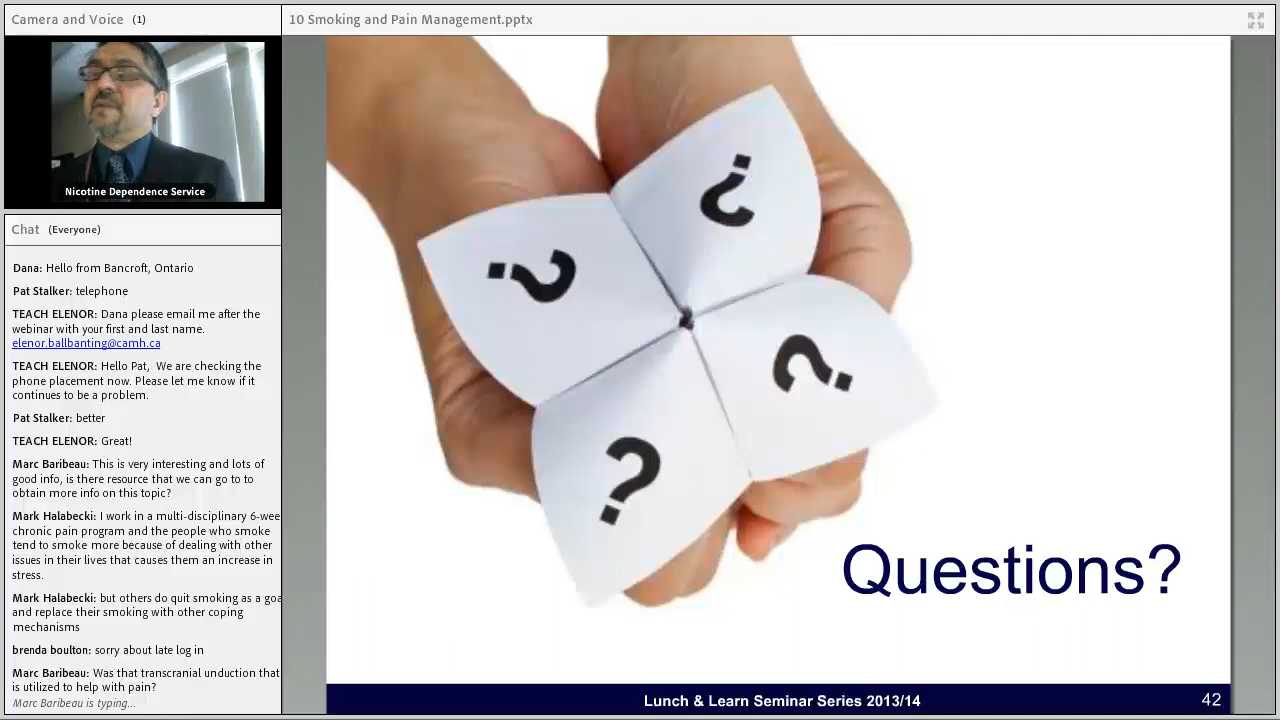 Camera and Voice (1)
10 Smoking and Pain Management.pptx
Nicotine Dependence Service
Chat (Everyone)
Dana: Hello from Bancroft, Ontario
Pat Stalker: telephone
TEACH ELENOR: Dana please email me after the
webinar with your first and last name.
elenor.ballbanting@camh.ca
TEACH ELENOR: Hello Pat, We are checking the
phone placement now. Please let me know if it
continues to be a problem.
Pat Stalker: better
TEACH ELENOR: Great!
Marc Baribeau: This is very interesting and lots of
good info, is there resource that we can go to to
obtain more info on this topic?
Mark Halabecki: I work in a multi-disciplinary 6-wee
chronic pain program and the people who smoke
tend to smoke more because of dealing with other
issues in their lives that causes them an increase in
stress.
Mark Halabecki: but others do quit smoking as a goa
and replace their smoking with other coping
mechanisms
brenda boulton: sorry about late log in
Marc Baribeau: Was that transcranial unduction that
is utilized to help with pain?
Marc Baribeau is typing...
?
?
?
?
Questions?
Lunch & Learn Seminar Series 2013/14
42